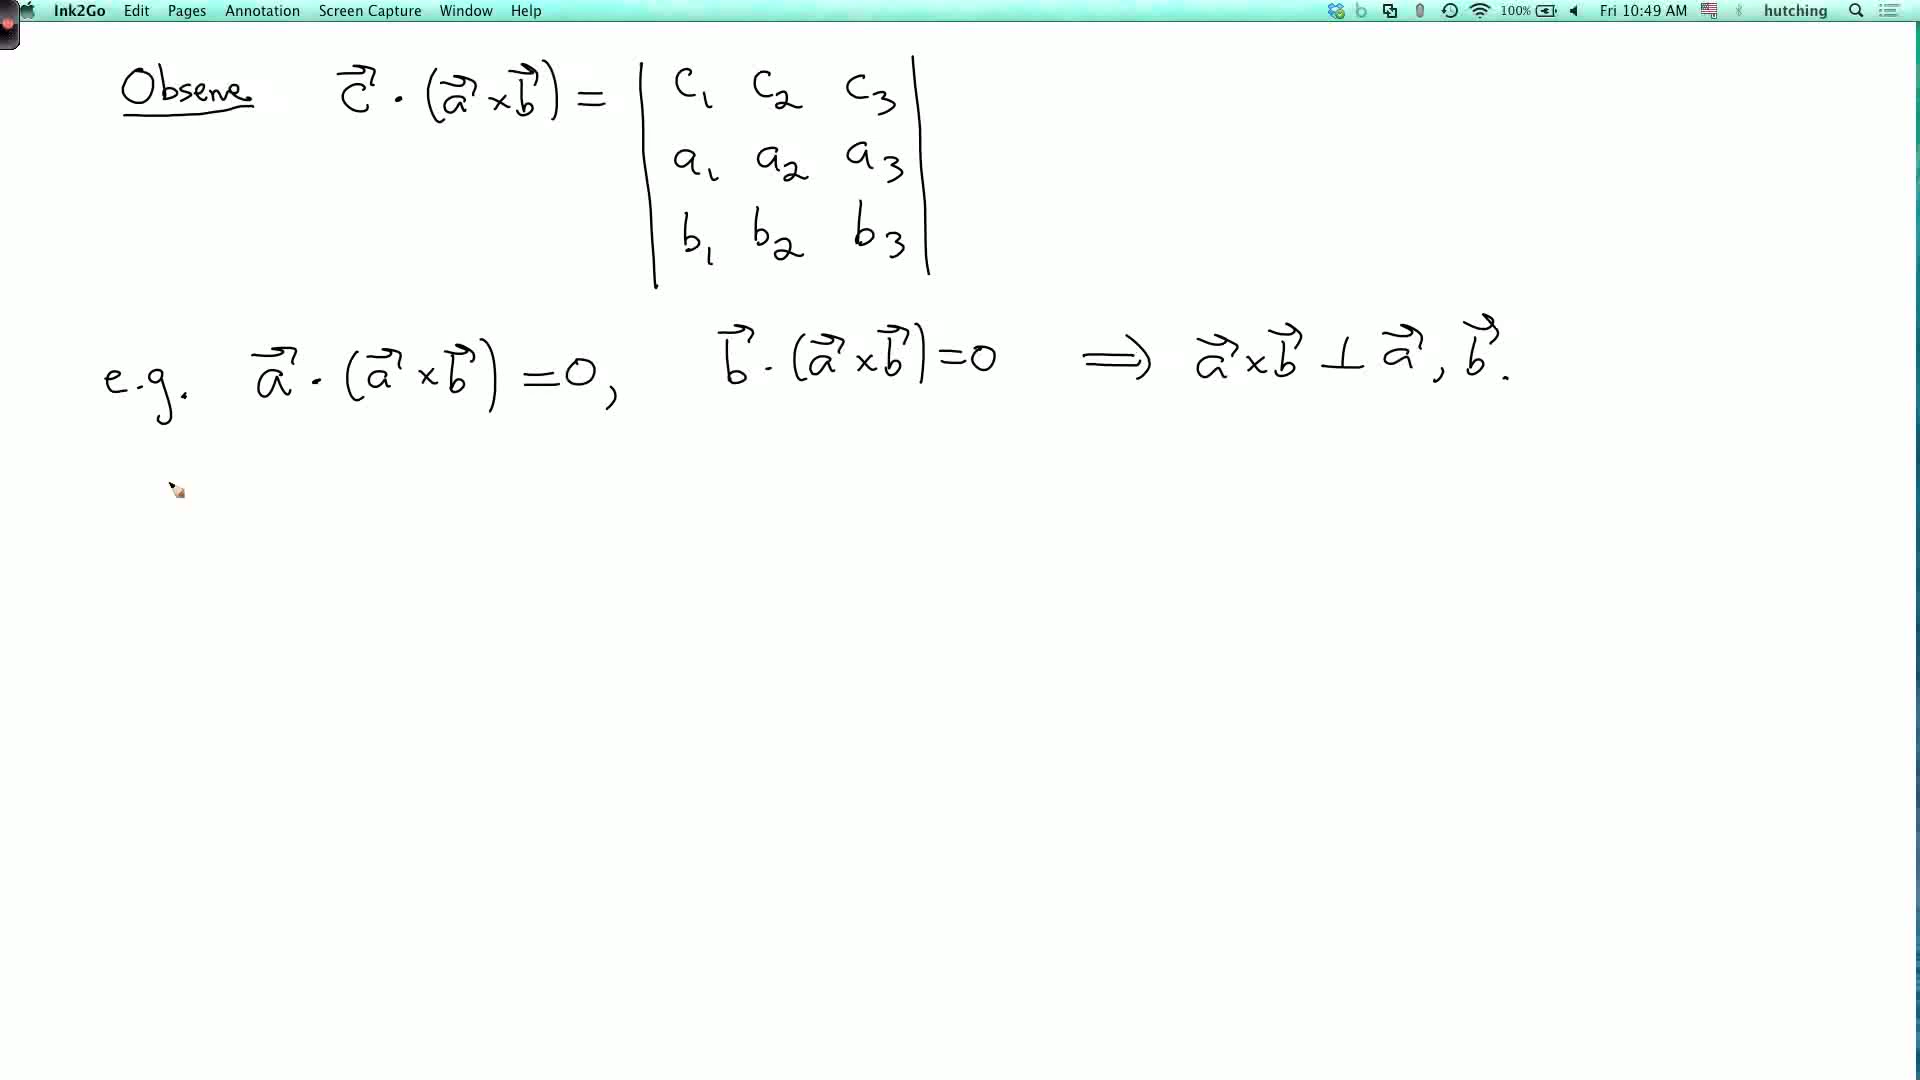 Ink2Go Edit Pages Annotation Screen Capture Window Help 100% Fri 10:49 AM hutching
Observe c⃗ · (a⃗ × b⃗) = | c₁ c₂ c₃ |
| a₁ a₂ a₃ |
| b₁ b₂ b₃ |
e.g. a⃗ · (a⃗ × b⃗) = 0, b⃗ · (a⃗ × b⃗) = 0 ⟹ a⃗ × b⃗ ⊥ a⃗, b⃗.